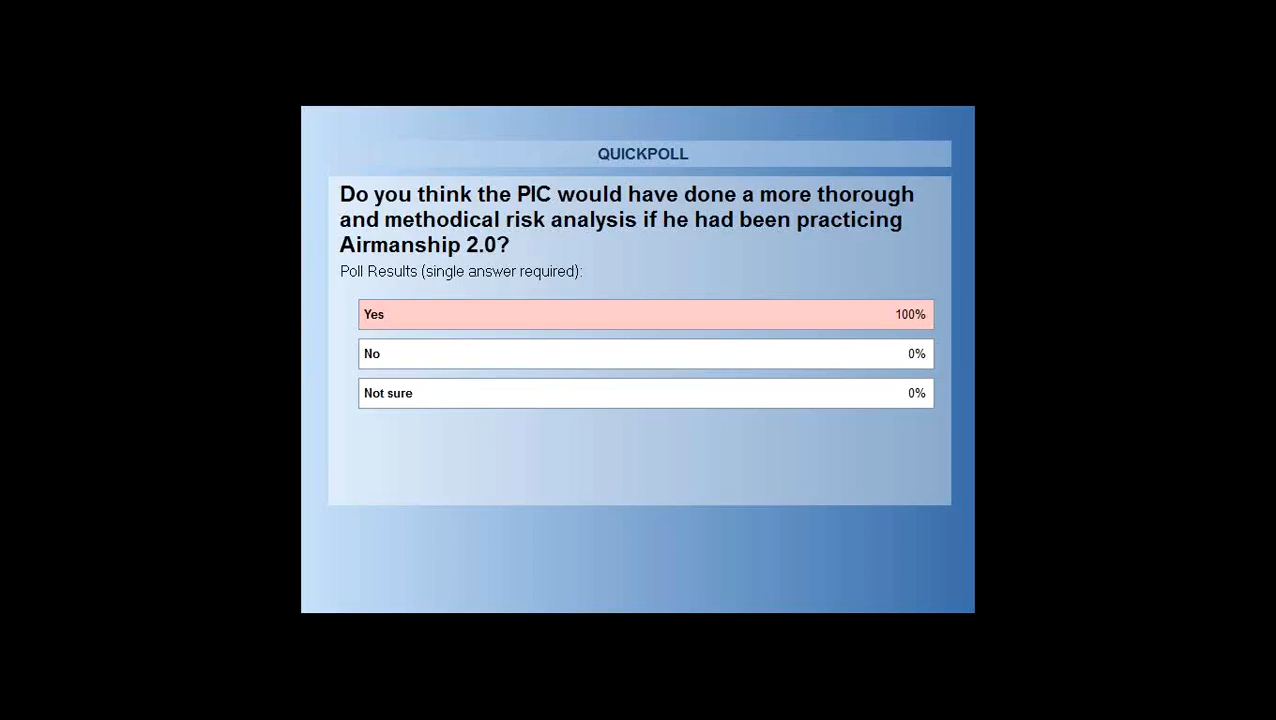 QUICKPOLL
Do you think the PIC would have done a more thorough
and methodical risk analysis if he had been practicing
Airmanship 2.0?
Poll Results (single answer required):
Yes 100%
No 0%
Not sure 0%